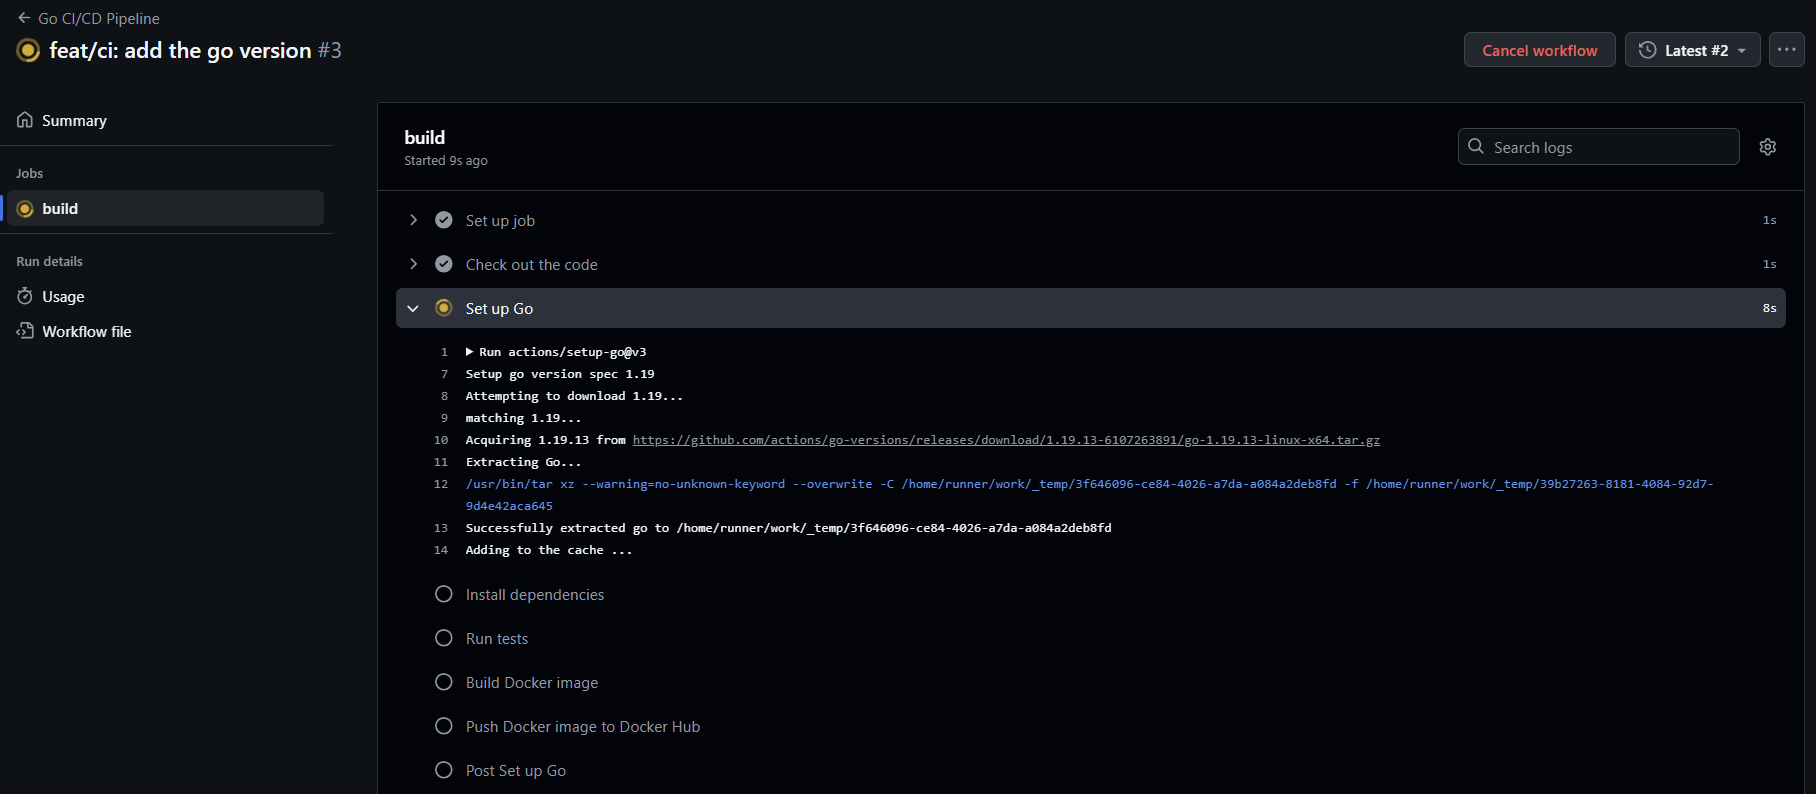 Go CI/CD Pipeline
feat/ci: add the go version #3
Cancel workflow
Latest #2
Summary
Jobs
build
Run details
Usage
Workflow file
build
Started 9s ago
Search logs
Set up job 1s
Check out the code 1s
Set up Go 8s
1 Run actions/setup-go@v3
7 Setup go version spec 1.19
8 Attempting to download 1.19...
9 matching 1.19...
10 Acquiring 1.19.13 from https://github.com/actions/go-versions/releases/download/1.19.13-6107263891/go-1.19.13-linux-x64.tar.gz
11 Extracting Go...
12 /usr/bin/tar xz --warning=no-unknown-keyword --overwrite -C /home/runner/work/_temp/3f646096-ce84-4026-a7da-a084a2deb8fd -f /home/runner/work/_temp/39b27263-8181-4084-92d7-
9d4e42aca645
13 Successfully extracted go to /home/runner/work/_temp/3f646096-ce84-4026-a7da-a084a2deb8fd
14 Adding to the cache ...
Install dependencies
Run tests
Build Docker image
Push Docker image to Docker Hub
Post Set up Go